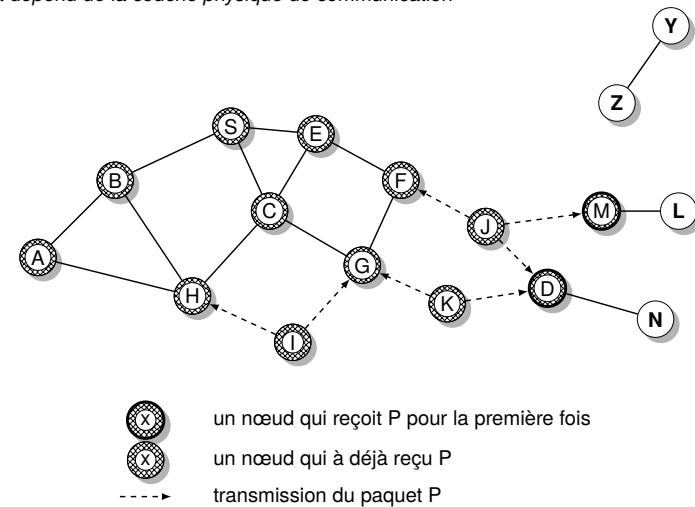 dépend de la couche physique de communication
Y
Z
S
E
B
F
C
J
M
L
A
G
H
K
D
I
N
x un nœud qui reçoit P pour la première fois
x un nœud qui à déjà reçu P
transmission du paquet P